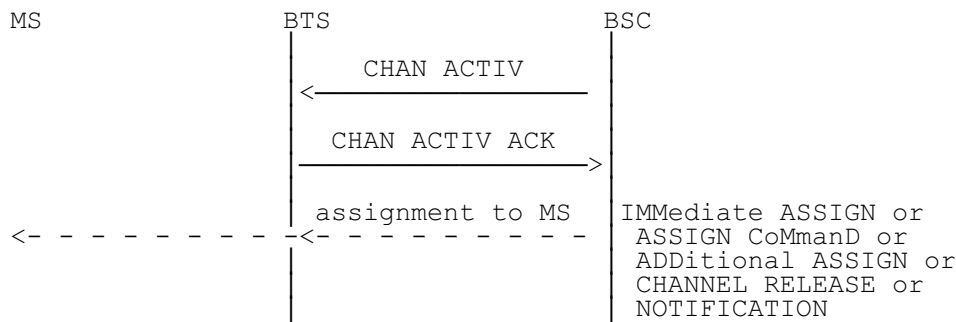 MS BTS BSC
CHAN ACTIV
CHAN ACTIV ACK
assignment to MS IMMediate ASSIGN or
ASSIGN CoMmanD or
ADDitional ASSIGN or
CHANNEL RELEASE or
NOTIFICATION